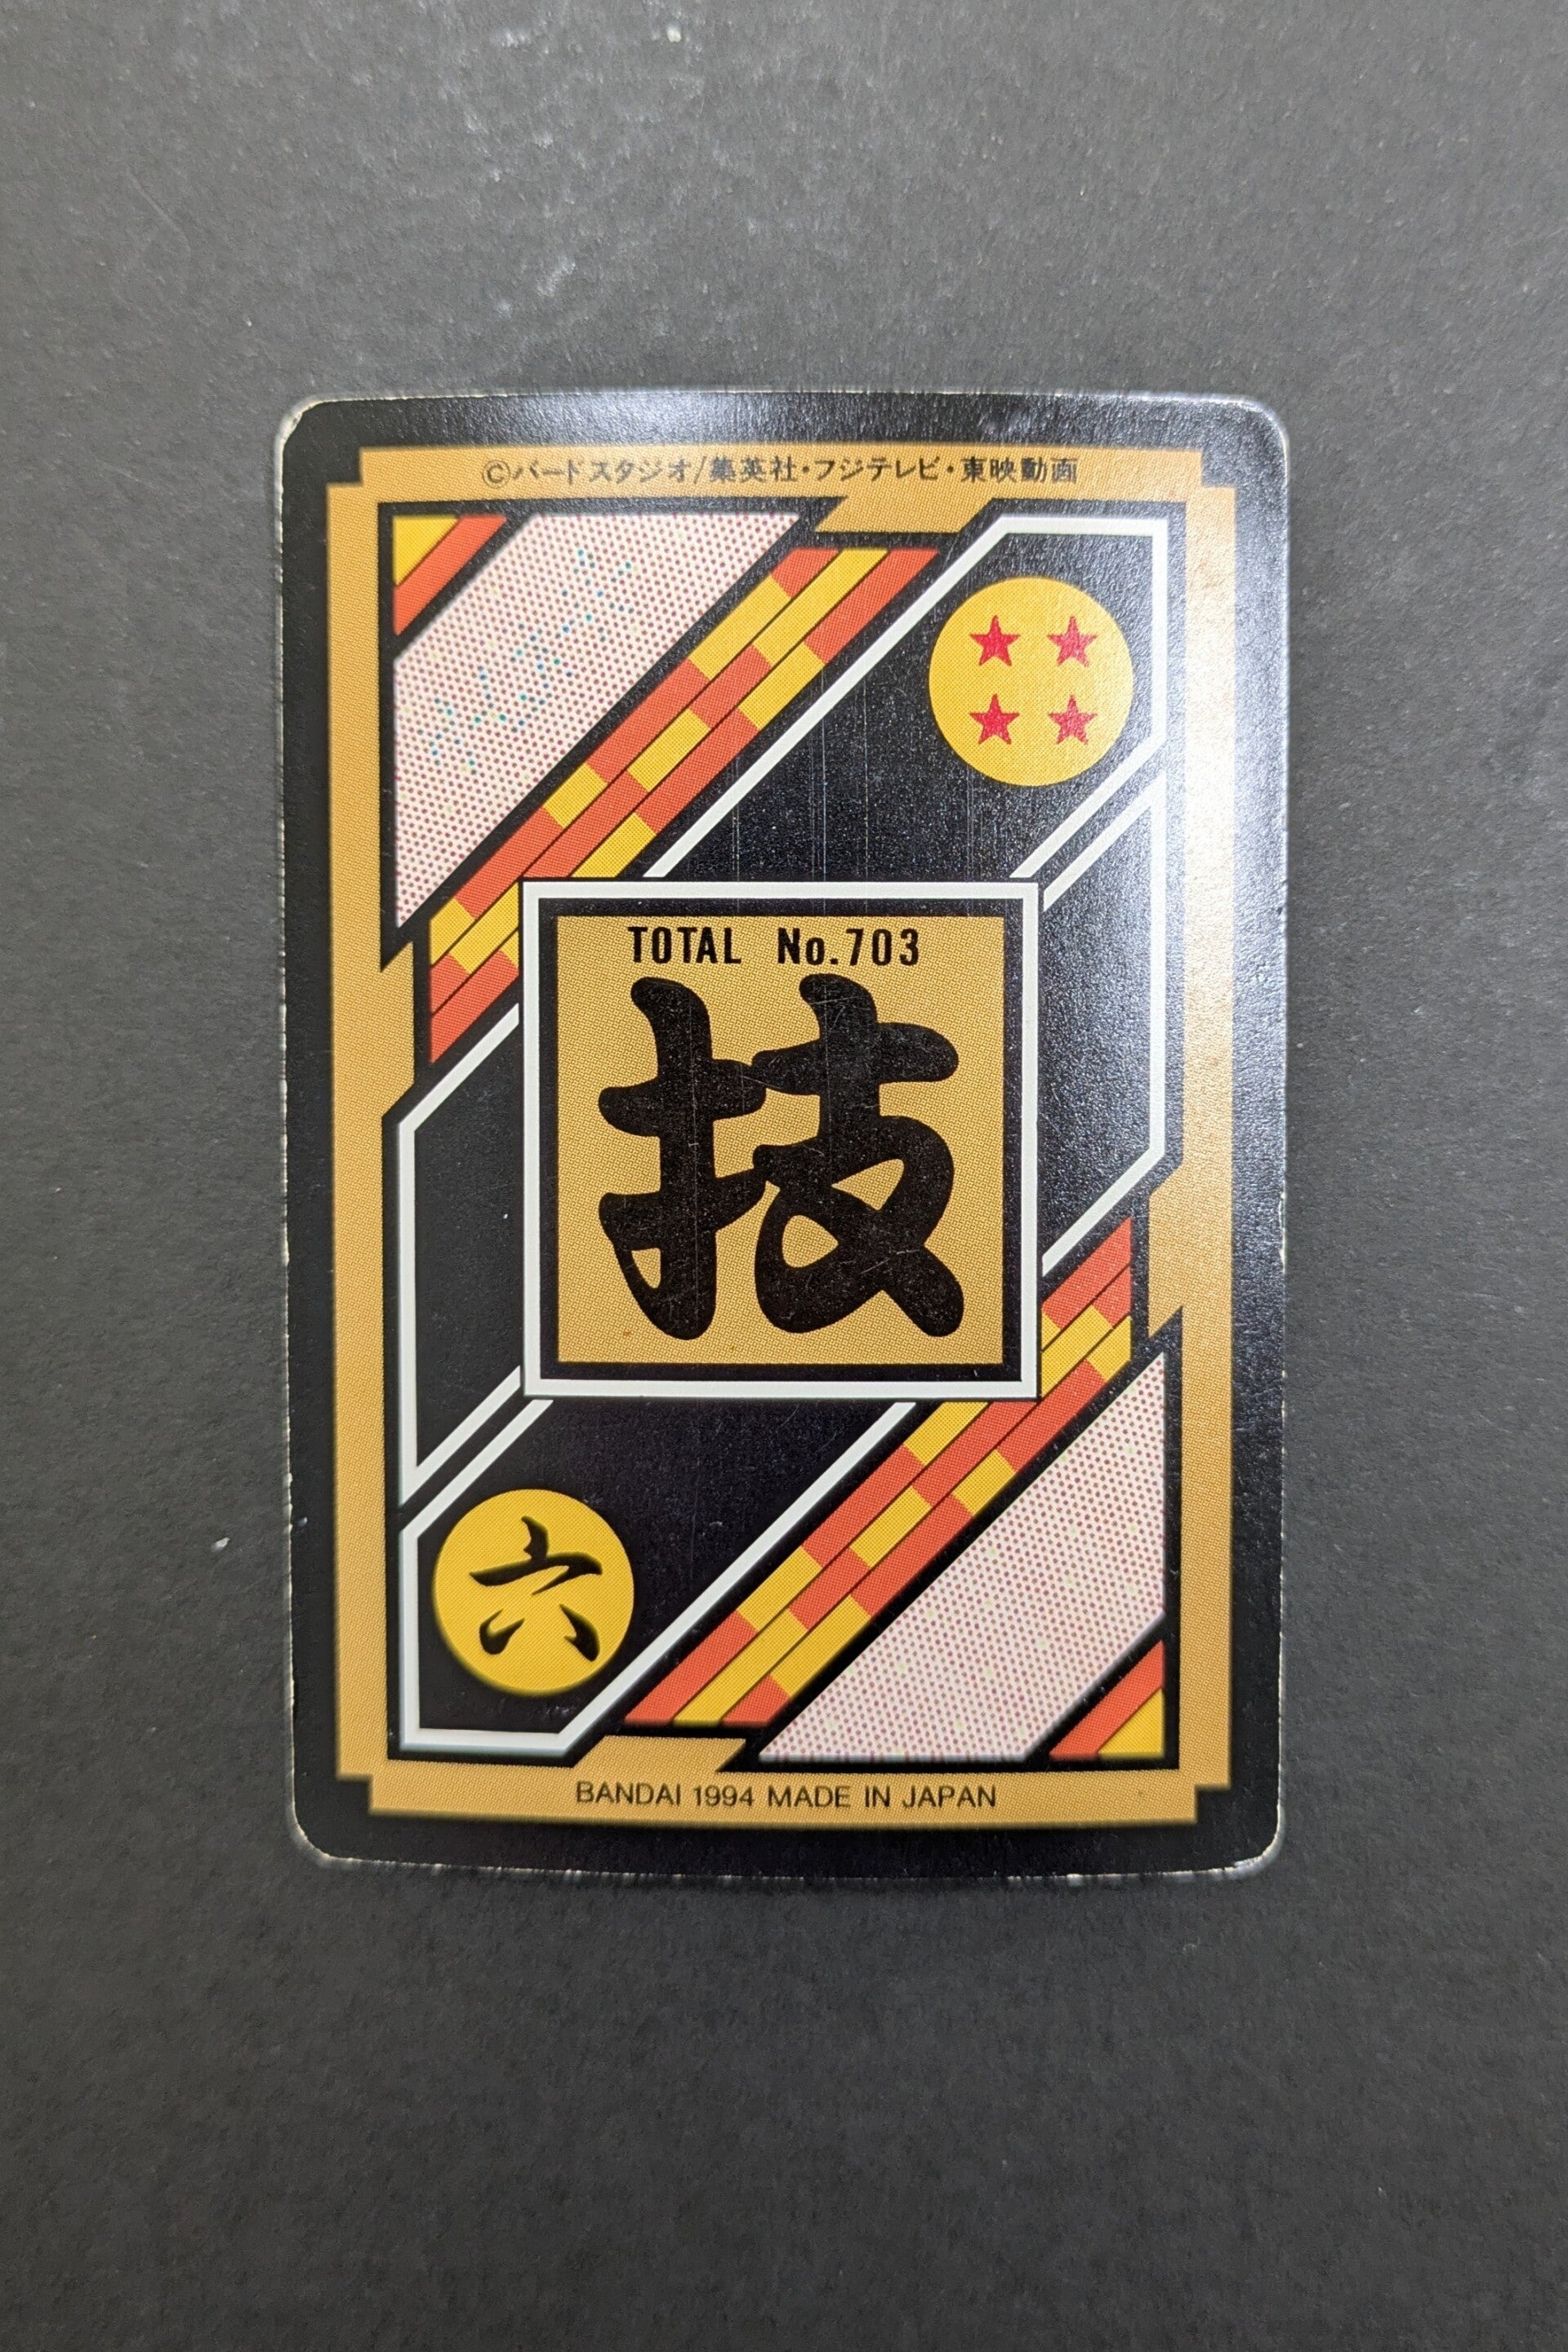 ©バードスタジオ/集英社・フジテレビ・東映動画
TOTAL No.703
技
六
BANDAI 1994 MADE IN JAPAN